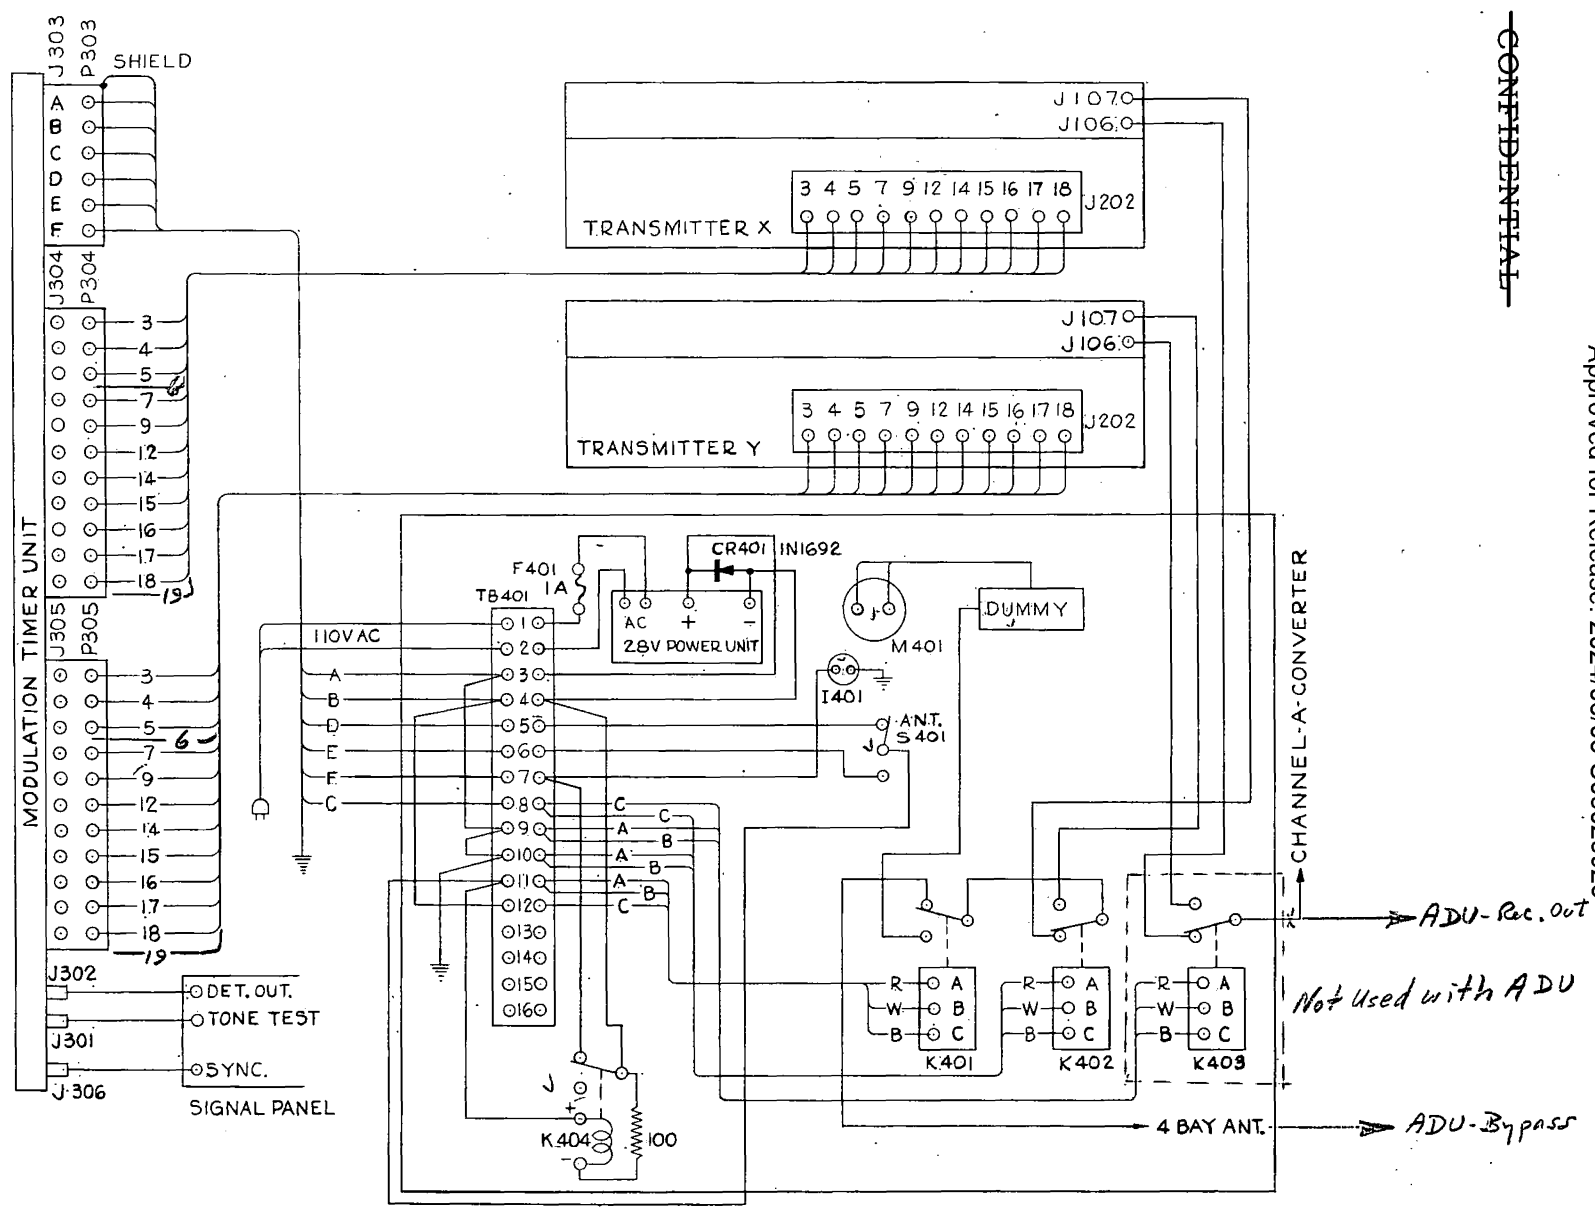 CONFIDENTIAL
J303 P303
SHIELD
A
B
C
D
E
F
J304 P304
3
4
5
6
7
9
12
14
15
16
17
18
19
J305 P305
3
4
5
6
7
9
12
14
15
16
17
18
19
MODULATION TIMER UNIT
J302
J301
J306
DET. OUT.
TONE TEST
SYNC.
SIGNAL PANEL
J107
J106
3 4 5 7 9 12 14 15 16 17 18
J202
TRANSMITTER X
J107
J106
3 4 5 7 9 12 14 15 16 17 18
J202
TRANSMITTER Y
110VAC
A
B
D
E
F
C
F401
1A
TB401
1
2
3
4
5
6
7
8
9
10
11
12
13
14
15
16
CR401 1N1692
AC + -
28V POWER UNIT
M401
DUMMY
I401
ANT.
S401
C
C
A
B
A
B
A
B
C
R A
W B
B C
K401
R A
W B
B C
K402
R A
W B
B C
K403
+
K404
-
100
CHANNEL-A-CONVERTER
ADU-Rec. Out
Not Used with ADU
4 BAY ANT.
ADU-Bypass